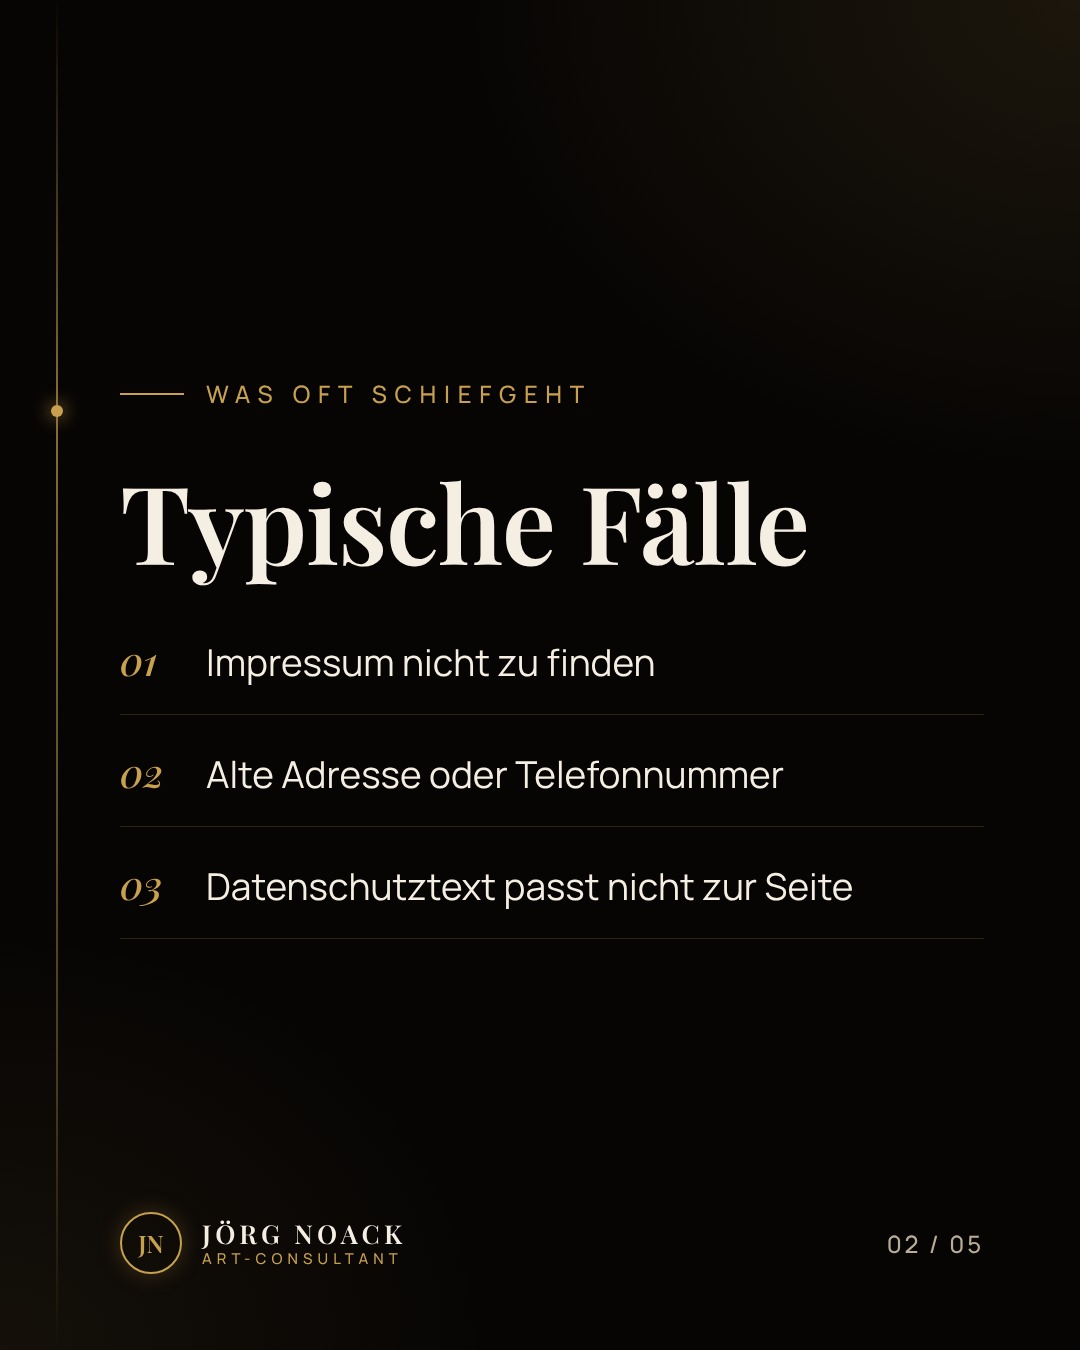 WAS OFT SCHIEFGEHT
Typische Fälle
01 Impressum nicht zu finden
02 Alte Adresse oder Telefonnummer
03 Datenschutztext passt nicht zur Seite
JN
JÖRG NOACK
ART-CONSULTANT
02 / 05